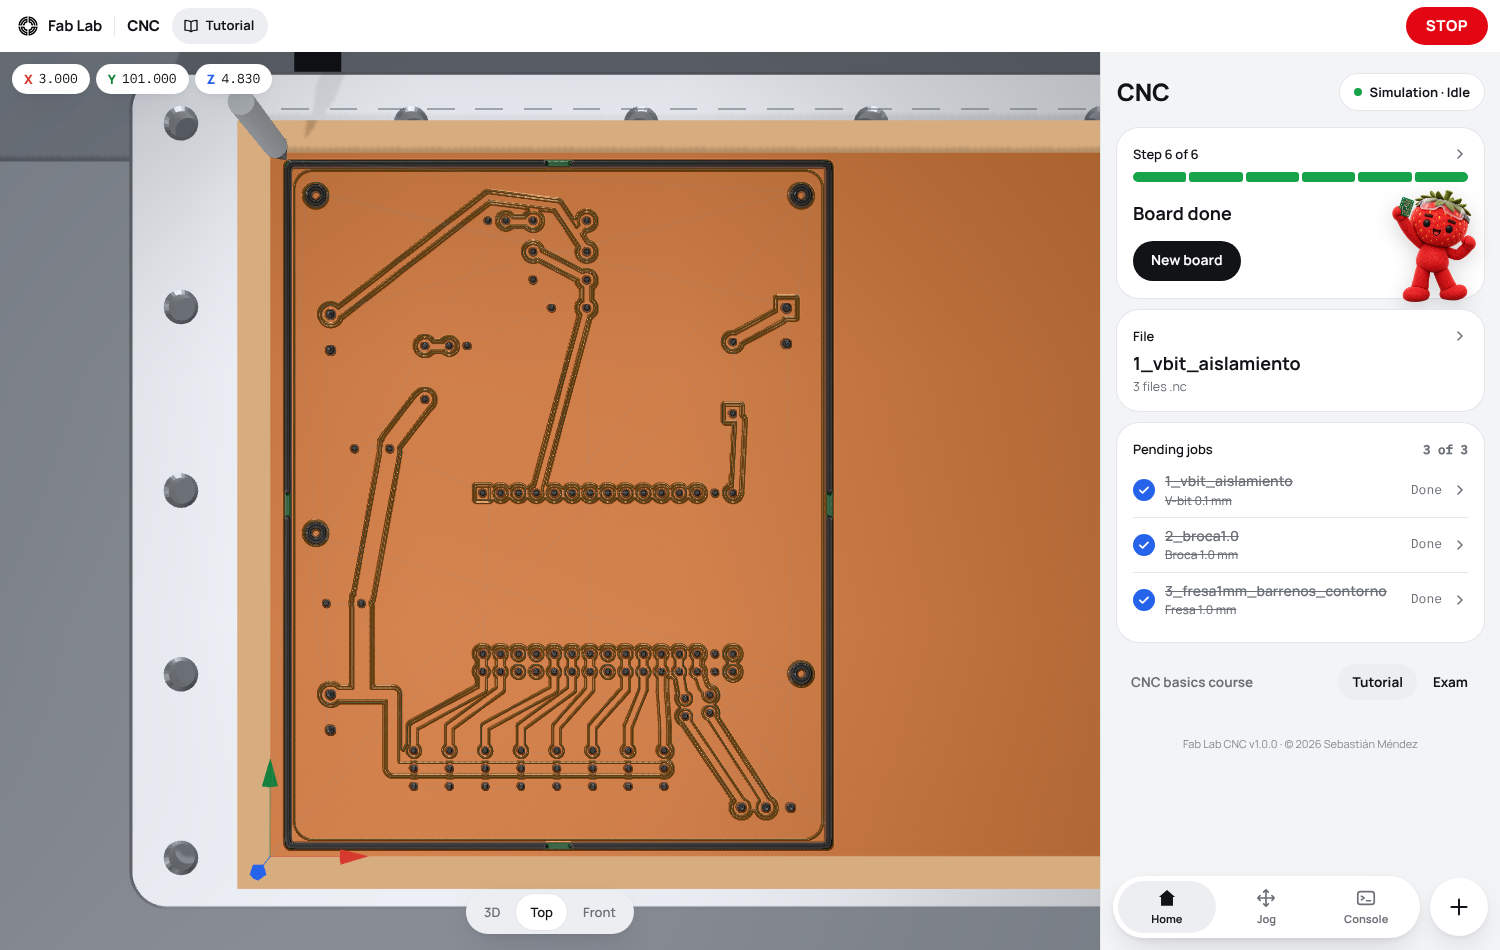 Fab Lab
CNC
Tutorial
STOP
X 3.000
Y 101.000
Z 4.830
CNC
Simulation · Idle
Step 6 of 6
Board done
New board
File
1_vbit_aislamiento
3 files .nc
Pending jobs
3 of 3
1_vbit_aislamiento
V-bit 0.1 mm
Done
2_broca1.0
Broca 1.0 mm
Done
3_fresa1mm_barrenos_contorno
Fresa 1.0 mm
Done
CNC basics course
Tutorial
Exam
Fab Lab CNC v1.0.0 · © 2026 Sebastián Méndez
3D
Top
Front
Home
Jog
Console